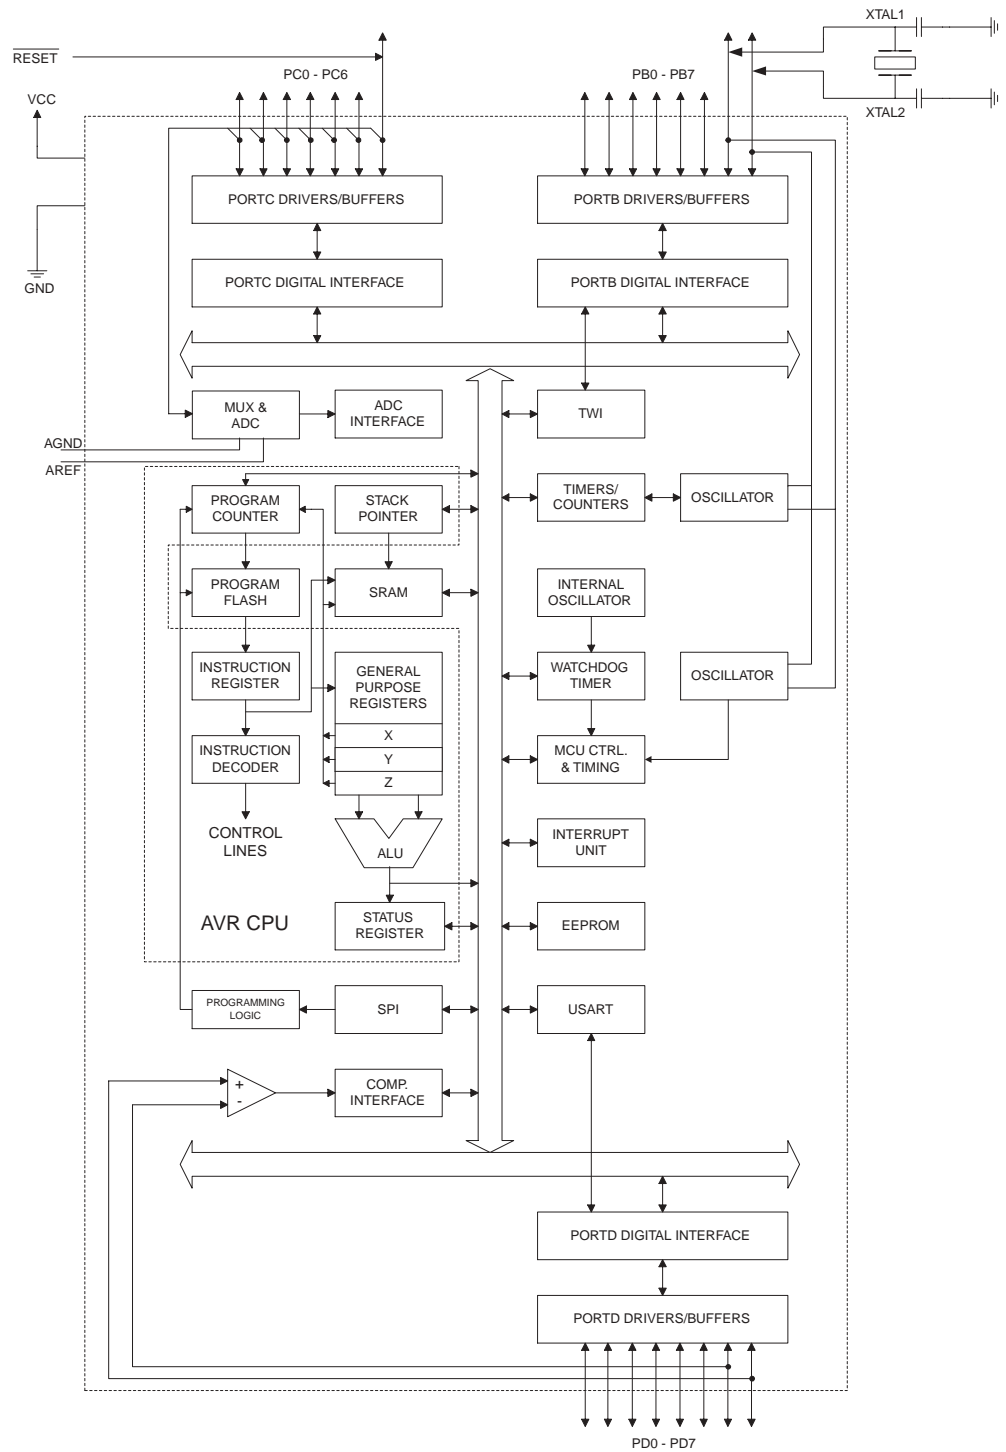 XTAL1
RESET
PC0 - PC6
PB0 - PB7
VCC
XTAL2
PORTC DRIVERS/BUFFERS
PORTB DRIVERS/BUFFERS
PORTC DIGITAL INTERFACE
PORTB DIGITAL INTERFACE
GND
MUX &
ADC
ADC
INTERFACE
TWI
AGND
AREF
PROGRAM
COUNTER
STACK
POINTER
TIMERS/
COUNTERS
OSCILLATOR
PROGRAM
FLASH
SRAM
INTERNAL
OSCILLATOR
INSTRUCTION
REGISTER
GENERAL
PURPOSE
REGISTERS
WATCHDOG
TIMER
OSCILLATOR
X
INSTRUCTION
DECODER
Y
Z
MCU CTRL.
& TIMING
CONTROL
LINES
ALU
INTERRUPT
UNIT
AVR CPU
STATUS
REGISTER
EEPROM
PROGRAMMING
LOGIC
SPI
USART
+
-
COMP.
INTERFACE
PORTD DIGITAL INTERFACE
PORTD DRIVERS/BUFFERS
PD0 - PD7